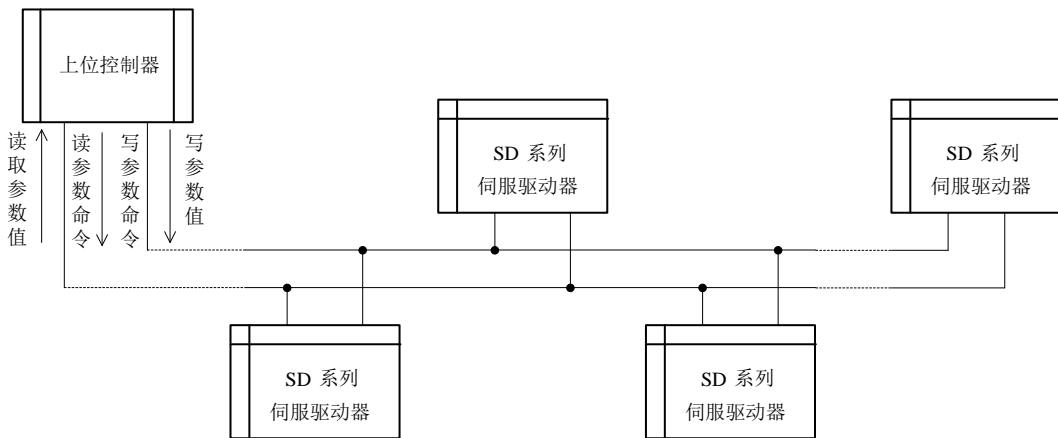 上位控制器
读取参数值
读参数命令
写参数命令
写参数值
SD 系列
伺服驱动器
SD 系列
伺服驱动器
SD 系列
伺服驱动器
SD 系列
伺服驱动器